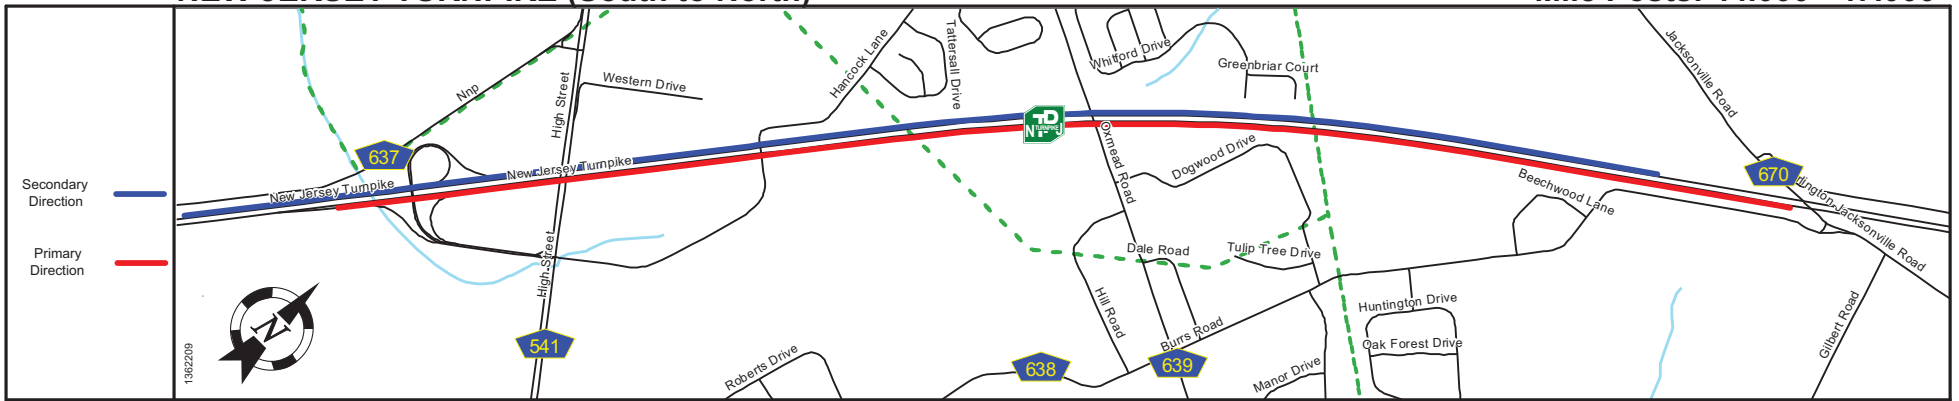 Secondary
Direction
Primary
Direction
Nnp
High Street
Western Drive
Hancock Lane
Tattersall Drive
Whitford Drive
Greenbriar Court
Jacksonville Road
637
New Jersey Turnpike
New Jersey Turnpike
N TP J
TURNPIKE
Oxmead Road
Dogwood Drive
Beechwood Lane
670
Jacksonville Road
High Street
Dale Road
Tulip Tree Drive
Hill Road
Huntington Drive
Burrs Road
Oak Forest Drive
Gilbert Road
Manor Drive
Roberts Drive
541
638
639
N
1362209